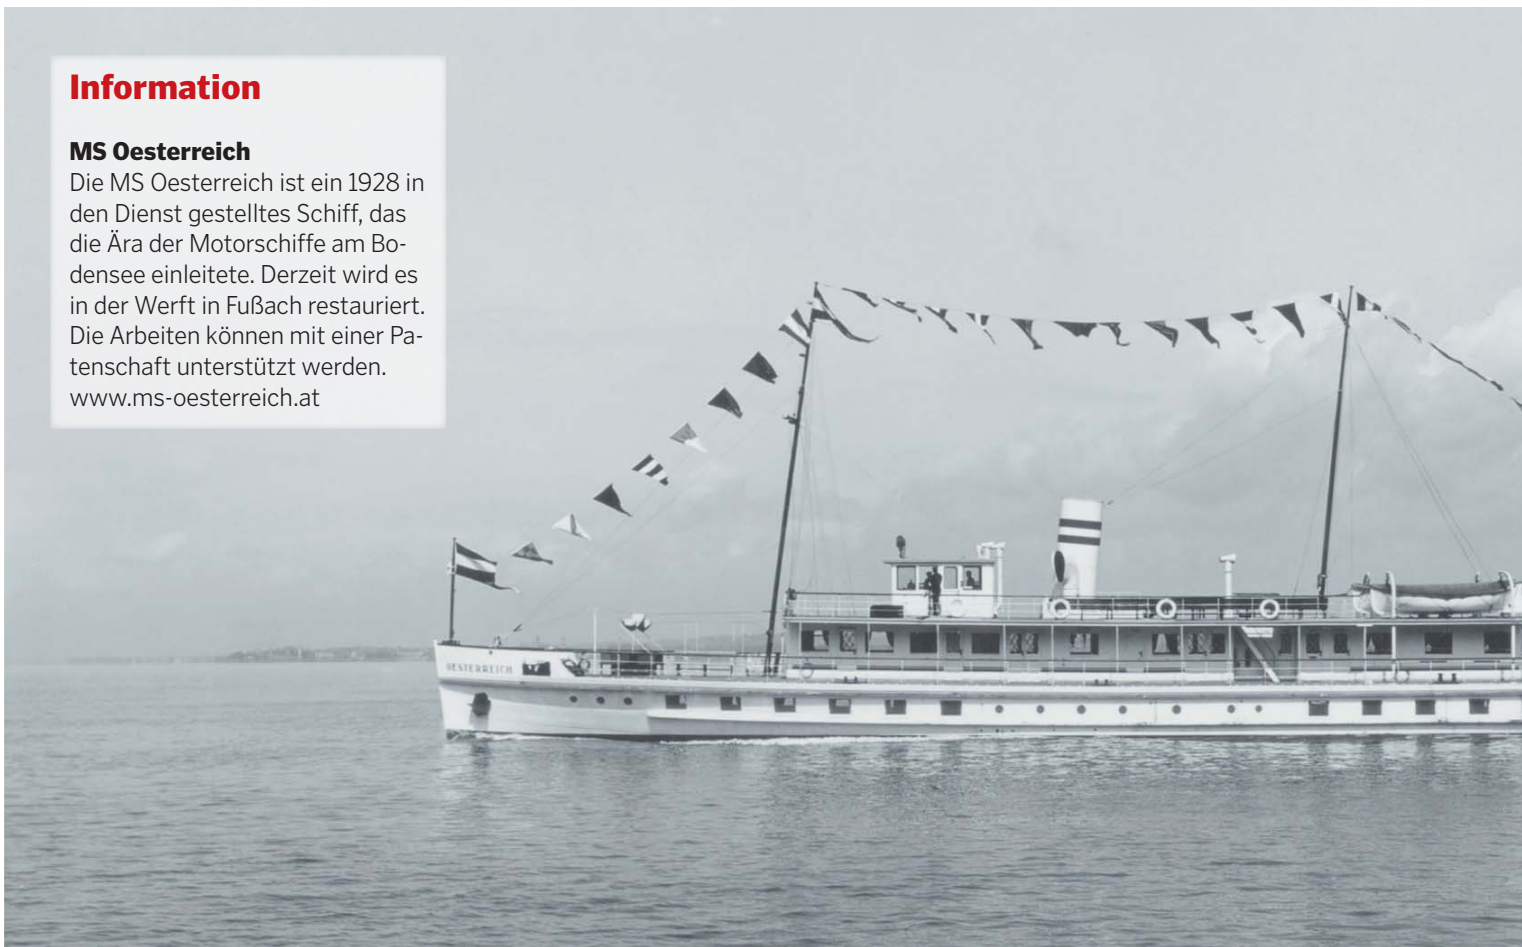 Information
MS Oesterreich
Die MS Oesterreich ist ein 1928 in
den Dienst gestelltes Schiff, das
die Ära der Motorschiffe am Bo-
densee einleitete. Derzeit wird es
in der Werft in Fußach restauriert.
Die Arbeiten können mit einer Pa-
tenschaft unterstützt werden.
www.ms-oesterreich.at
OESTERREICH